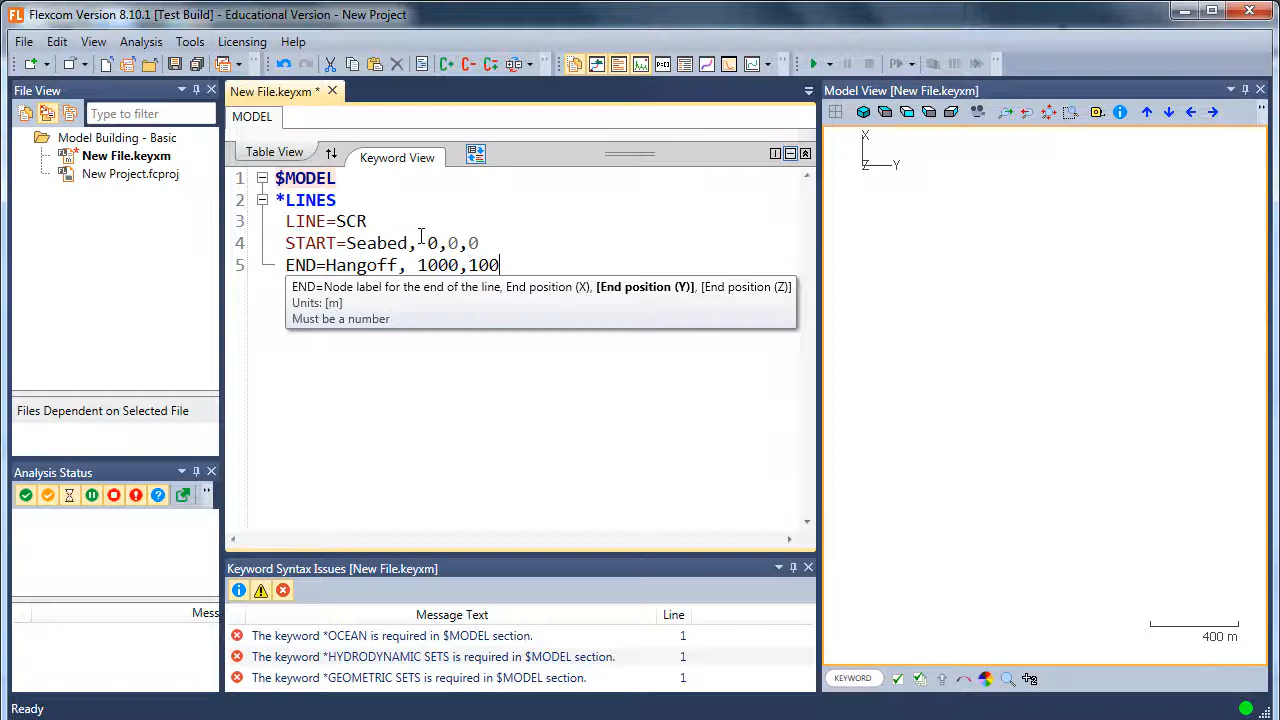 Flexcom Version 8.10.1 [Test Build] - Educational Version - New Project
File Edit View Analysis Tools Licensing Help
File View
Type to filter
Model Building - Basic
New File.keyxm
New Project.fcproj
Files Dependent on Selected File
Analysis Status
Mess
New File.keyxm *
MODEL
Table View
Keyword View
1 $MODEL
2 *LINES
3 LINE=SCR
4 START=Seabed, 0,0,0
5 END=Hangoff, 1000,100
END=Node label for the end of the line, End position (X), [End position (Y)], [End position (Z)]
Units: [m]
Must be a number
Keyword Syntax Issues [New File.keyxm]
Message Text Line
The keyword *OCEAN is required in $MODEL section. 1
The keyword *HYDRODYNAMIC SETS is required in $MODEL section. 1
The keyword *GEOMETRIC SETS is required in $MODEL section. 1
Model View [New File.keyxm]
X
Z Y
400 m
KEYWORD
Ready